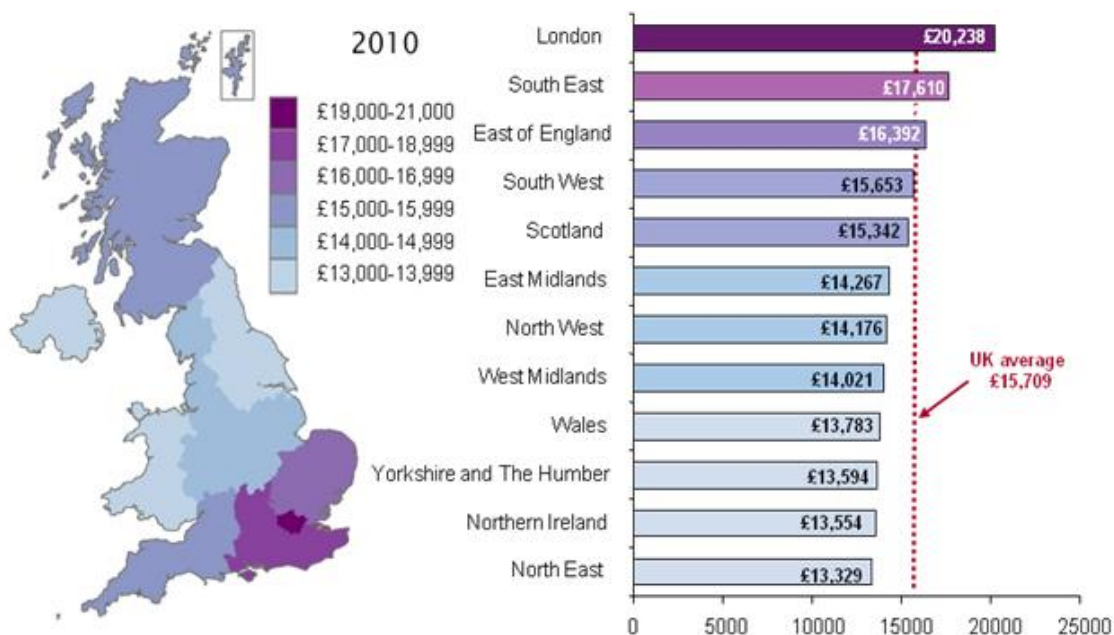 2010
£19,000-21,000
£17,000-18,999
£16,000-16,999
£15,000-15,999
£14,000-14,999
£13,000-13,999
London £20,238
South East £17,610
East of England £16,392
South West £15,653
Scotland £15,342
East Midlands £14,267
North West £14,176
West Midlands £14,021
Wales £13,783
Yorkshire and The Humber £13,594
Northern Ireland £13,554
North East £13,329
UK average
£15,709
0 5000 10000 15000 20000 25000